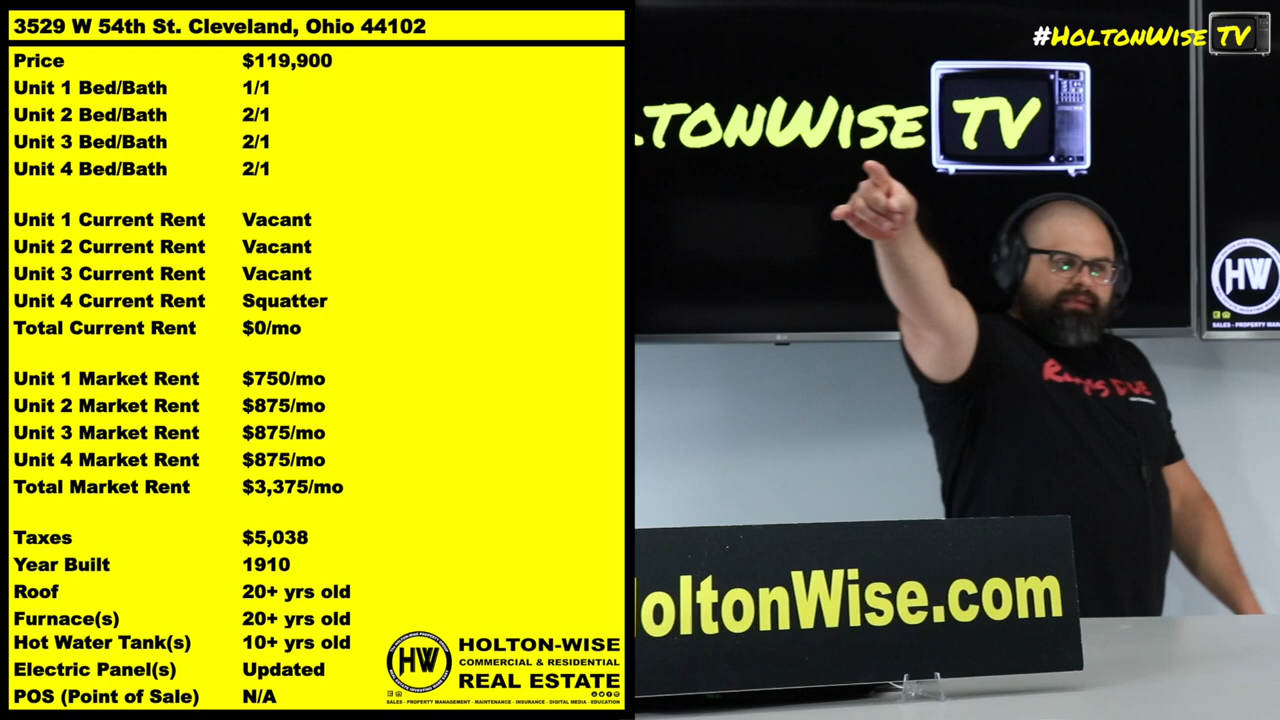 3529 W 54th St. Cleveland, Ohio 44102
Price $119,900
Unit 1 Bed/Bath 1/1
Unit 2 Bed/Bath 2/1
Unit 3 Bed/Bath 2/1
Unit 4 Bed/Bath 2/1
Unit 1 Current Rent Vacant
Unit 2 Current Rent Vacant
Unit 3 Current Rent Vacant
Unit 4 Current Rent Squatter
Total Current Rent $0/mo
Unit 1 Market Rent $750/mo
Unit 2 Market Rent $875/mo
Unit 3 Market Rent $875/mo
Unit 4 Market Rent $875/mo
Total Market Rent $3,375/mo
Taxes $5,038
Year Built 1910
Roof 20+ yrs old
Furnace(s) 20+ yrs old
Hot Water Tank(s) 10+ yrs old
Electric Panel(s) Updated
POS (Point of Sale) N/A
HW
HOLTON-WISE
COMMERCIAL & RESIDENTIAL
REAL ESTATE
SALES - PROPERTY MANAGEMENT - MAINTENANCE - INSURANCE - DIGITAL MEDIA - EDUCATION
#HOLTONWISE TV
LTONWISE TV
HW
SALES - PROPERTY MAN
oltonWise.com